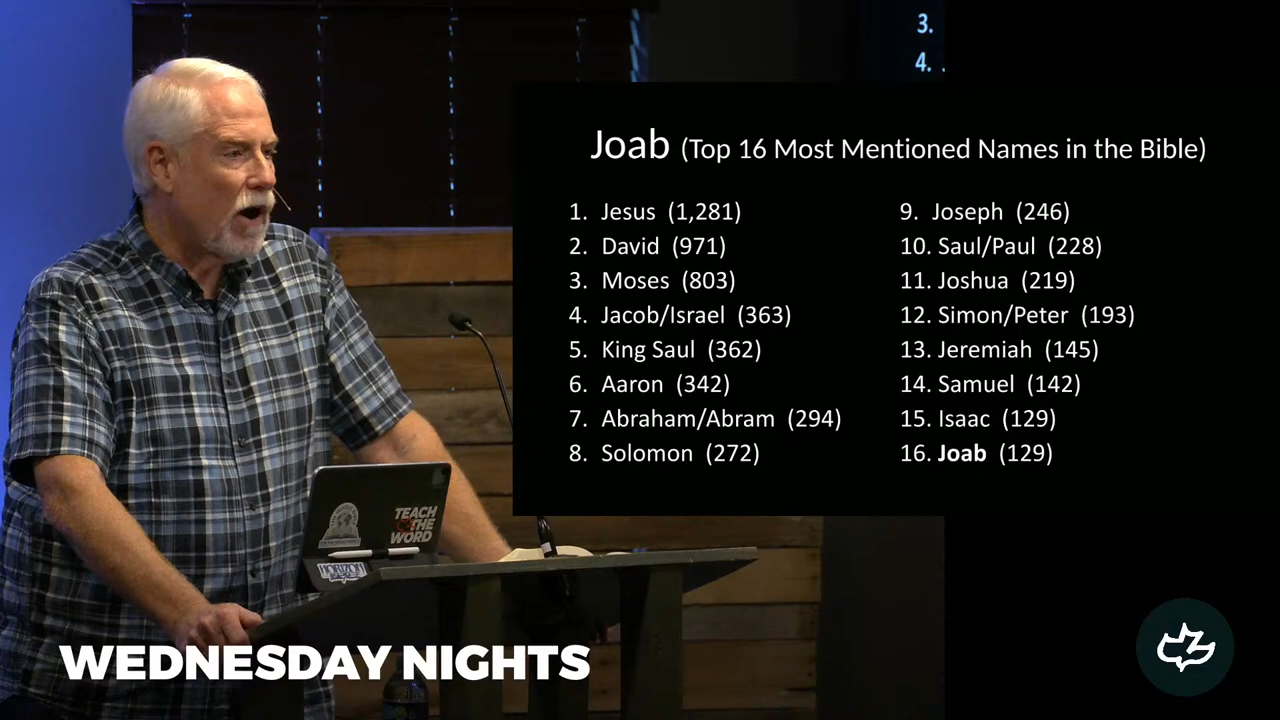 3.
4.
Joab (Top 16 Most Mentioned Names in the Bible)
1. Jesus (1,281)
2. David (971)
3. Moses (803)
4. Jacob/Israel (363)
5. King Saul (362)
6. Aaron (342)
7. Abraham/Abram (294)
8. Solomon (272)
9. Joseph (246)
10. Saul/Paul (228)
11. Joshua (219)
12. Simon/Peter (193)
13. Jeremiah (145)
14. Samuel (142)
15. Isaac (129)
16. Joab (129)
TEACH
THE
WORD
HORIZON
WEDNESDAY NIGHTS